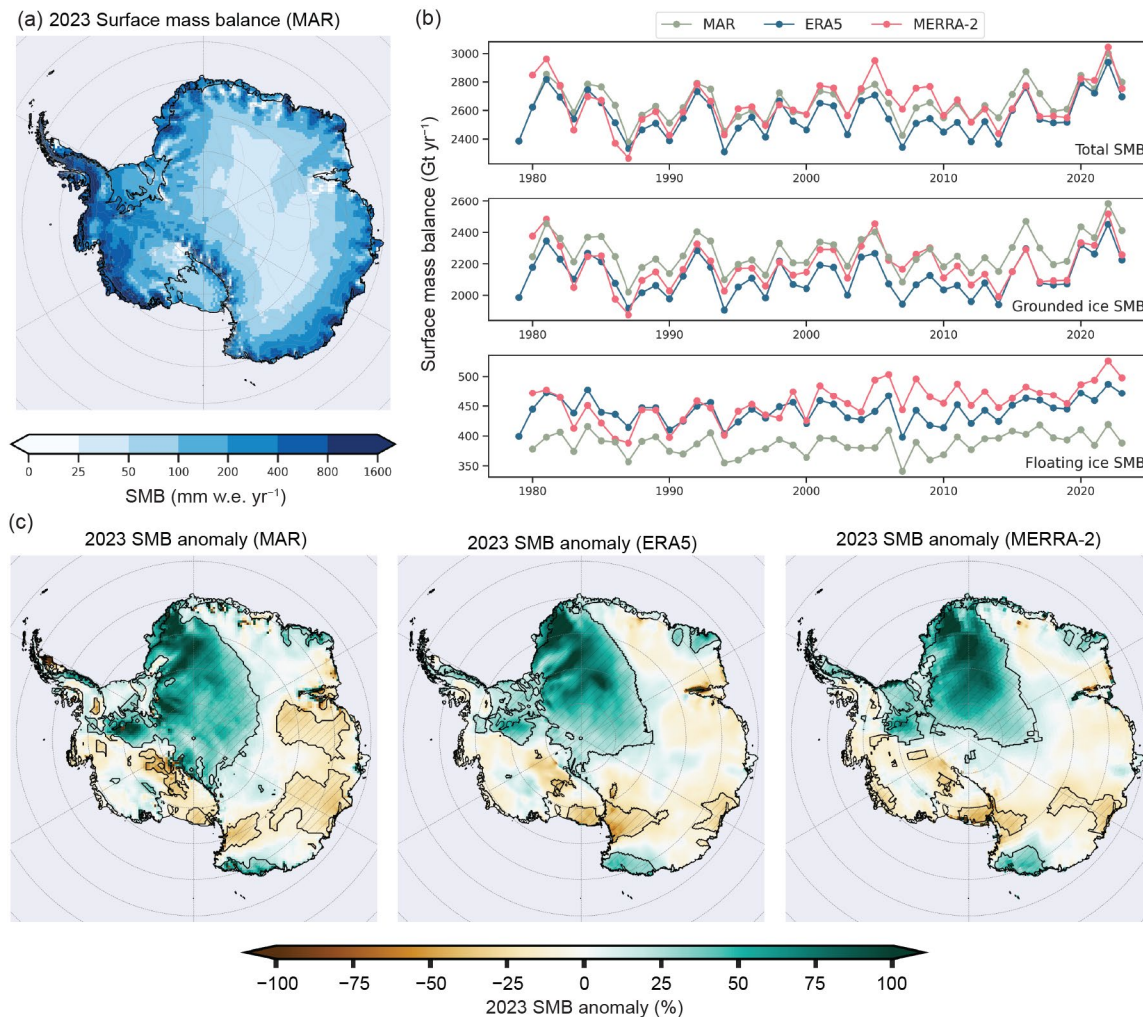 (a) 2023 Surface mass balance (MAR)
0 25 50 100 200 400 800 1600
SMB (mm w.e. yr⁻¹)
(b)
MAR ERA5 MERRA-2
Surface mass balance (Gt yr⁻¹)
3000
2800
2600
2400
Total SMB
1980 1990 2000 2010 2020
2600
2400
2200
2000
Grounded ice SMB
1980 1990 2000 2010 2020
500
450
400
350
Floating ice SMB
1980 1990 2000 2010 2020
(c)
2023 SMB anomaly (MAR)
2023 SMB anomaly (ERA5)
2023 SMB anomaly (MERRA-2)
−100 −75 −50 −25 0 25 50 75 100
2023 SMB anomaly (%)